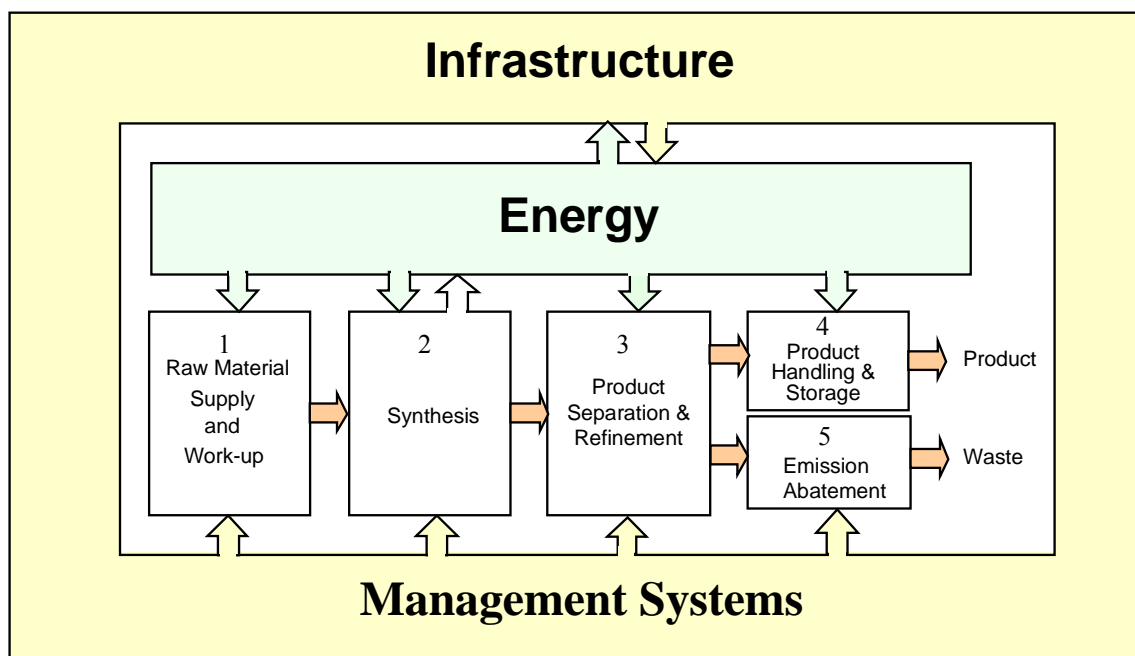 Infrastructure
Energy
1
Raw Material
Supply
and
Work-up
2
Synthesis
3
Product
Separation &
Refinement
4
Product
Handling &
Storage
Product
5
Emission
Abatement
Waste
Management Systems